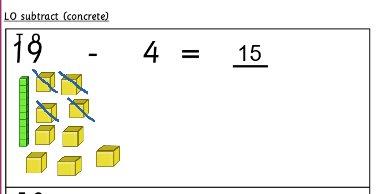 LO subtract (concrete)
T O
19 - 4 = 15